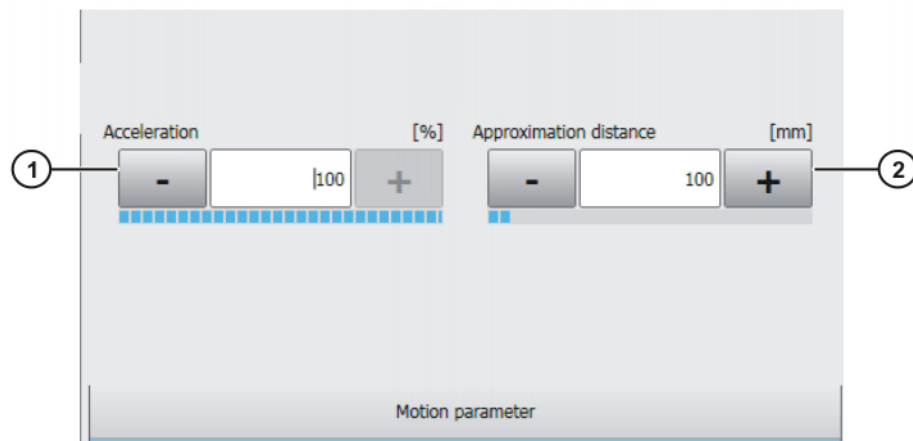 Acceleration [%] Approximation distance [mm]
1 - 100 + - 100 + 2
Motion parameter